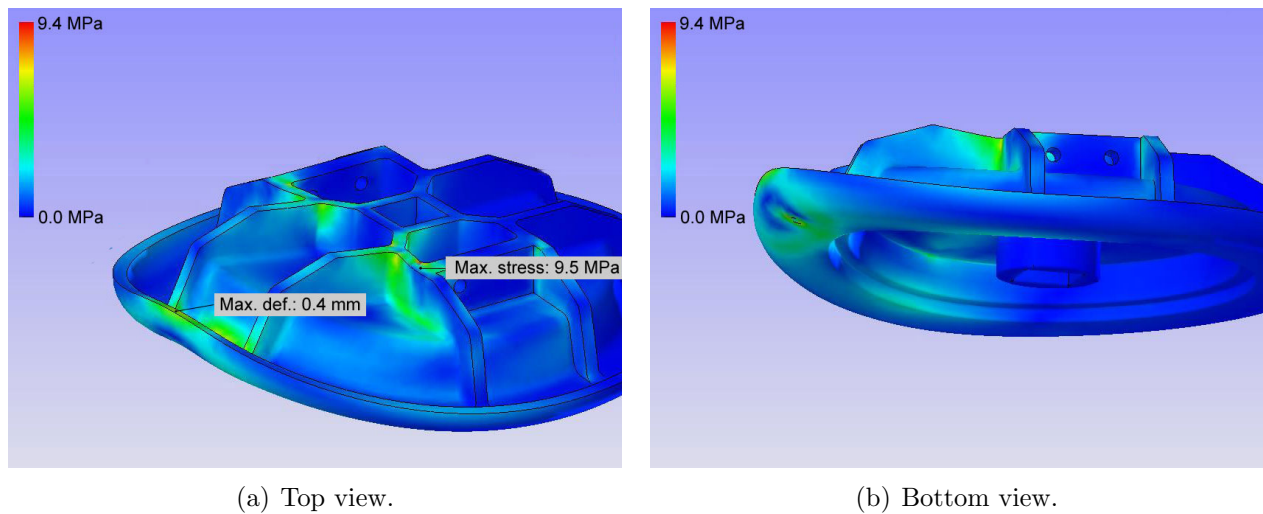 9.4 MPa
0.0 MPa
Max. stress: 9.5 MPa
Max. def.: 0.4 mm
(a) Top view.
9.4 MPa
0.0 MPa
(b) Bottom view.